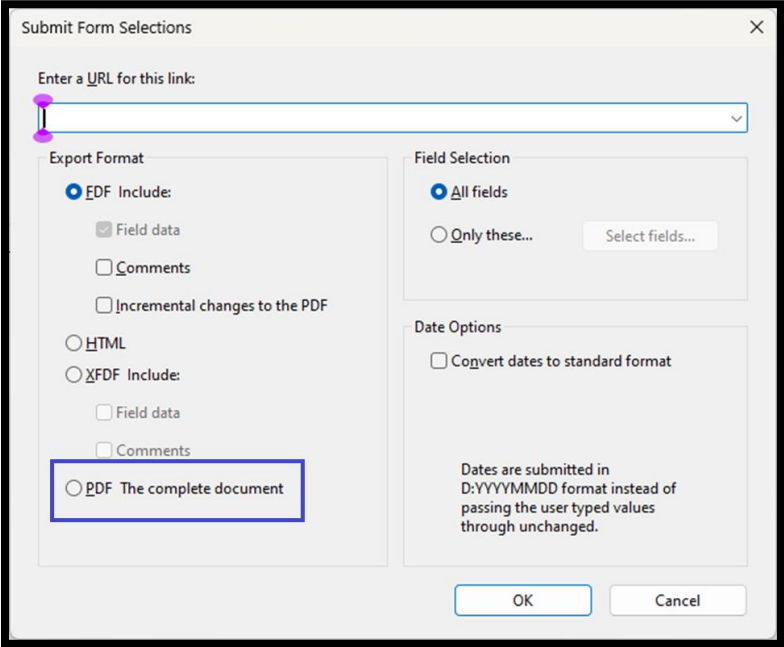 Submit Form Selections
Enter a URL for this link:
Export Format
FDF Include:
Field data
Comments
Incremental changes to the PDF
HTML
XFDF Include:
Field data
Comments
PDF The complete document
Field Selection
All fields
Only these...
Select fields...
Date Options
Convert dates to standard format
Dates are submitted in
D:YYYYMMDD format instead of
passing the user typed values
through unchanged.
OK
Cancel